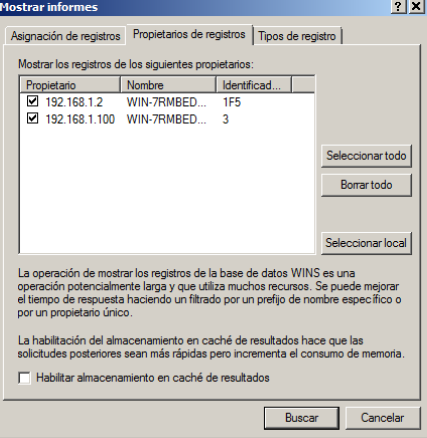 Mostrar informes
Asignación de registros Propietarios de registros Tipos de registro
Mostrar los registros de los siguientes propietarios:
Propietario Nombre Identificad...
192.168.1.2 WIN-7RMBED... 1F5
192.168.1.100 WIN-7RMBED... 3
Seleccionar todo
Borrar todo
Seleccionar local
La operación de mostrar los registros de la base de datos WINS es una
operación potencialmente larga y que utiliza muchos recursos. Se puede mejorar
el tiempo de respuesta haciendo un filtrado por un prefijo de nombre específico o
por un propietario único.
La habilitación del almacenamiento en caché de resultados hace que las
solicitudes posteriores sean más rápidas pero incrementa el consumo de memoria.
Habilitar almacenamiento en caché de resultados
Buscar Cancelar